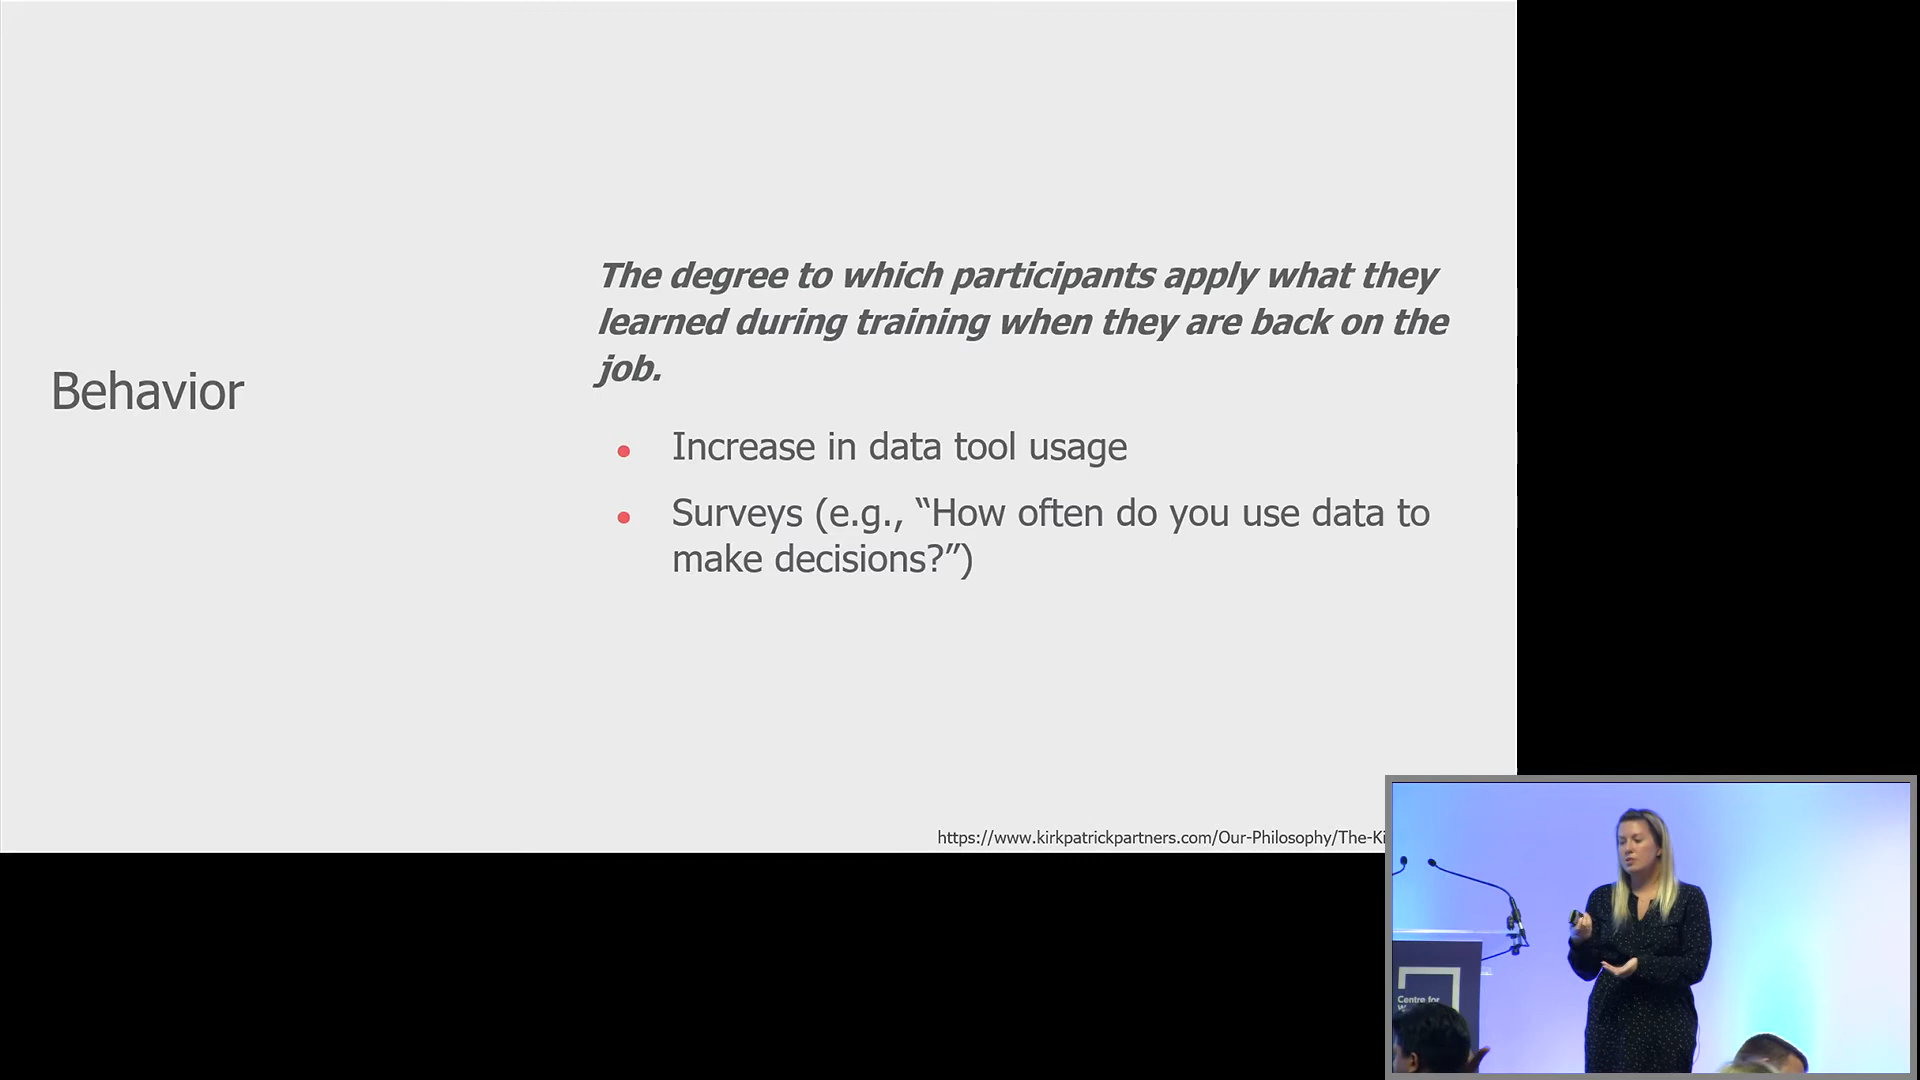 Behavior
The degree to which participants apply what they
learned during training when they are back on the
job.
• Increase in data tool usage
• Surveys (e.g., “How often do you use data to
make decisions?”)
https://www.kirkpatrickpartners.com/Our-Philosophy/The-Ki
Centre for